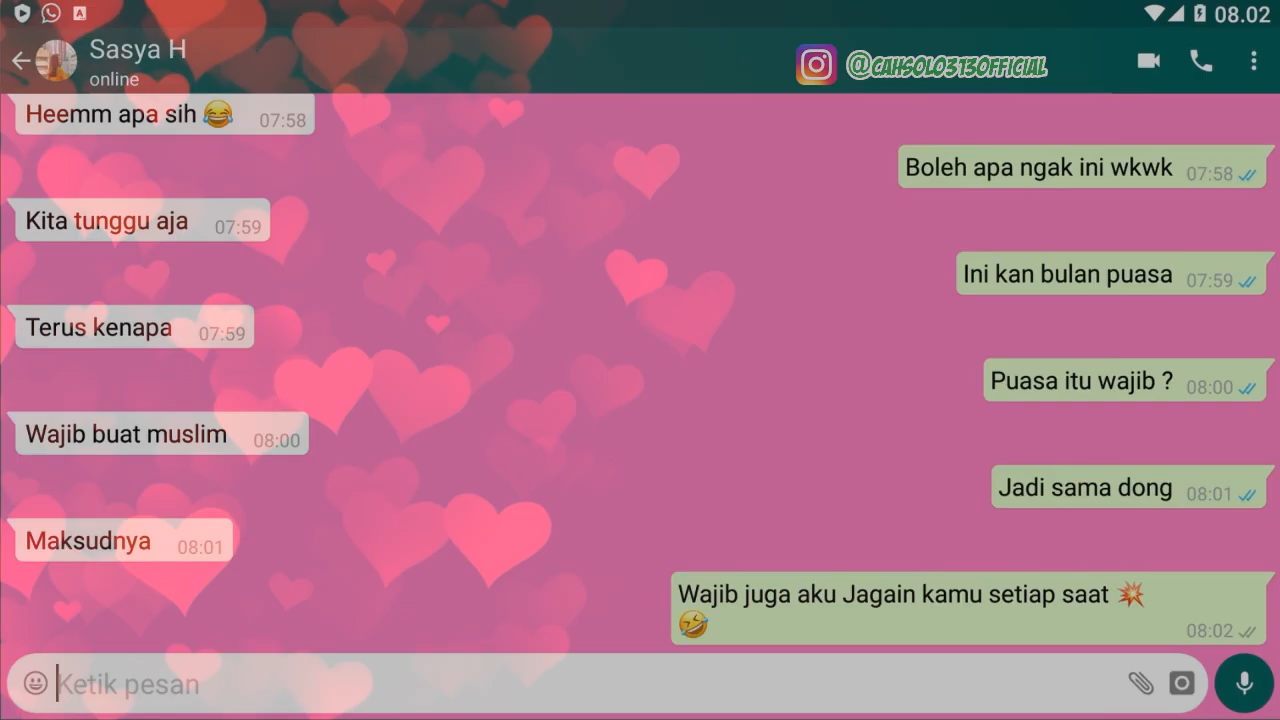 08.02
Sasya H
online
@CAHSOLO3130FFICIAL
Heemm apa sih 😂 07:58
Boleh apa ngak ini wkwk 07:58
Kita tunggu aja 07:59
Ini kan bulan puasa 07:59
Terus kenapa 07:59
Puasa itu wajib ? 08:00
Wajib buat muslim 08:00
Jadi sama dong 08:01
Maksudnya 08:01
Wajib juga aku Jagain kamu setiap saat 💥
🤣 08:02
Ketik pesan